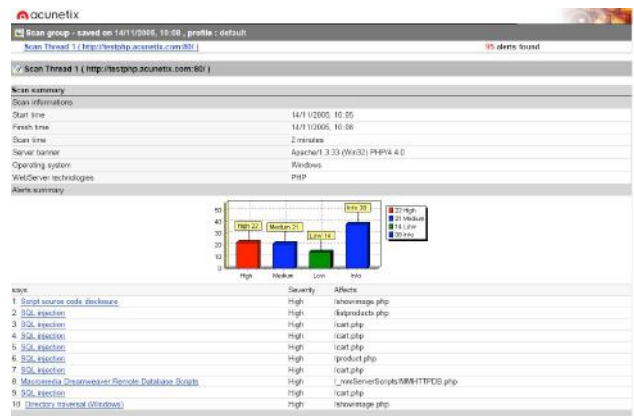 acunetix
Scan group - saved on 14/11/2005, 10:08 , profile : default
Scan Thread 1 ( http://testphp.acunetix.com:80/ ) 95 alerts found
Scan Thread 1 ( http://testphp.acunetix.com:80/ )
Scan summary
Scan informations
Start time 14/11/2005, 10:05
Finish time 14/11/2005, 10:08
Scan time 2 minutes
Server banner Apache/1.3.33 (Win32) PHP/4.4.0
Operating system Windows
WebServer technologies PHP
Alerts summary
50
40
30
20
10
0
High 22
Medium 21
Low 14
Info 38
High Medium Low Info
22 High
21 Medium
14 Low
38 Info
Severity Affects
1. Script source code disclosure High /showimage.php
2. SQL injection High /listproducts.php
3. SQL injection High /cart.php
4. SQL injection High /cart.php
5. SQL injection High /cart.php
6. SQL injection High /product.php
7. SQL injection High /cart.php
8. Macromedia Dreamweaver Remote Database Scripts High /_mmServerScripts/MMHTTPDB.php
9. SQL injection High /cart.php
10. Directory traversal (Windows) High /showimage.php